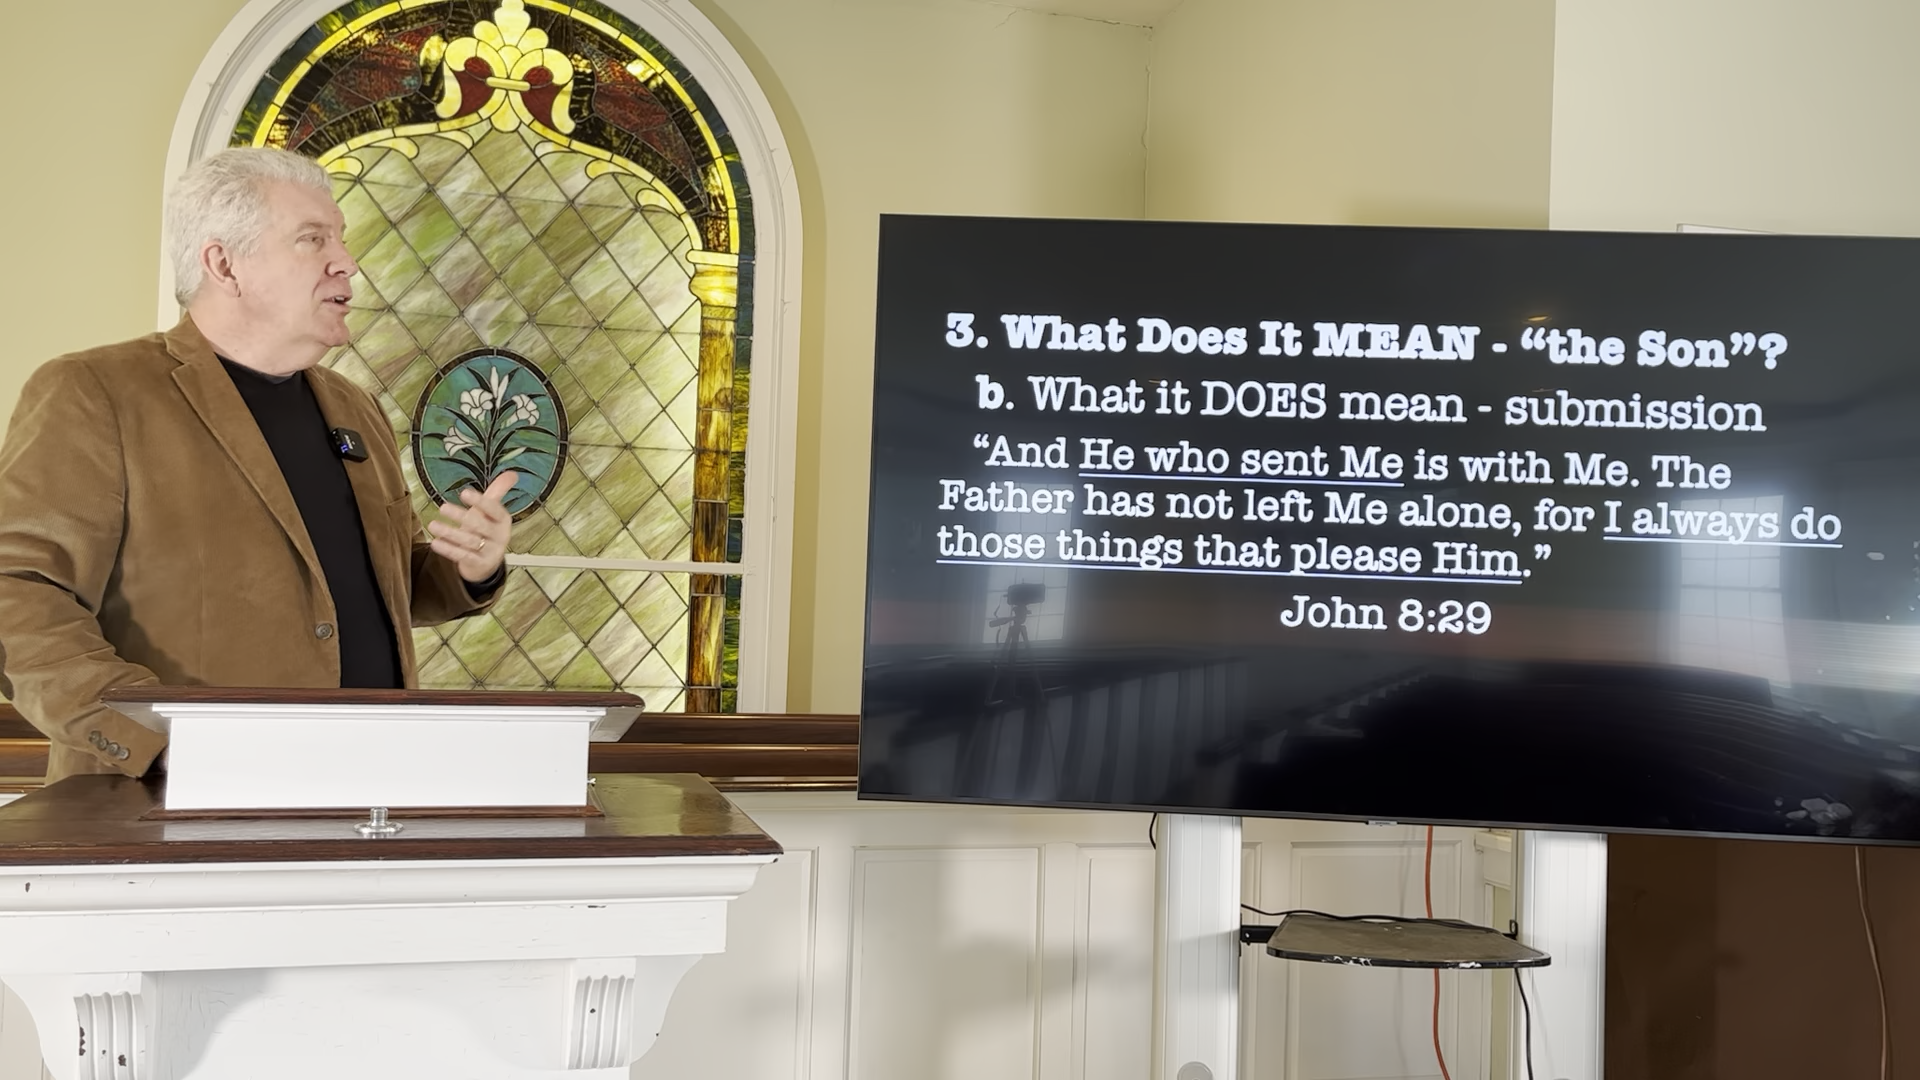 3. What Does It MEAN - “the Son”?
b. What it DOES mean - submission
“And He who sent Me is with Me. The
Father has not left Me alone, for I always do
those things that please Him.”
John 8:29